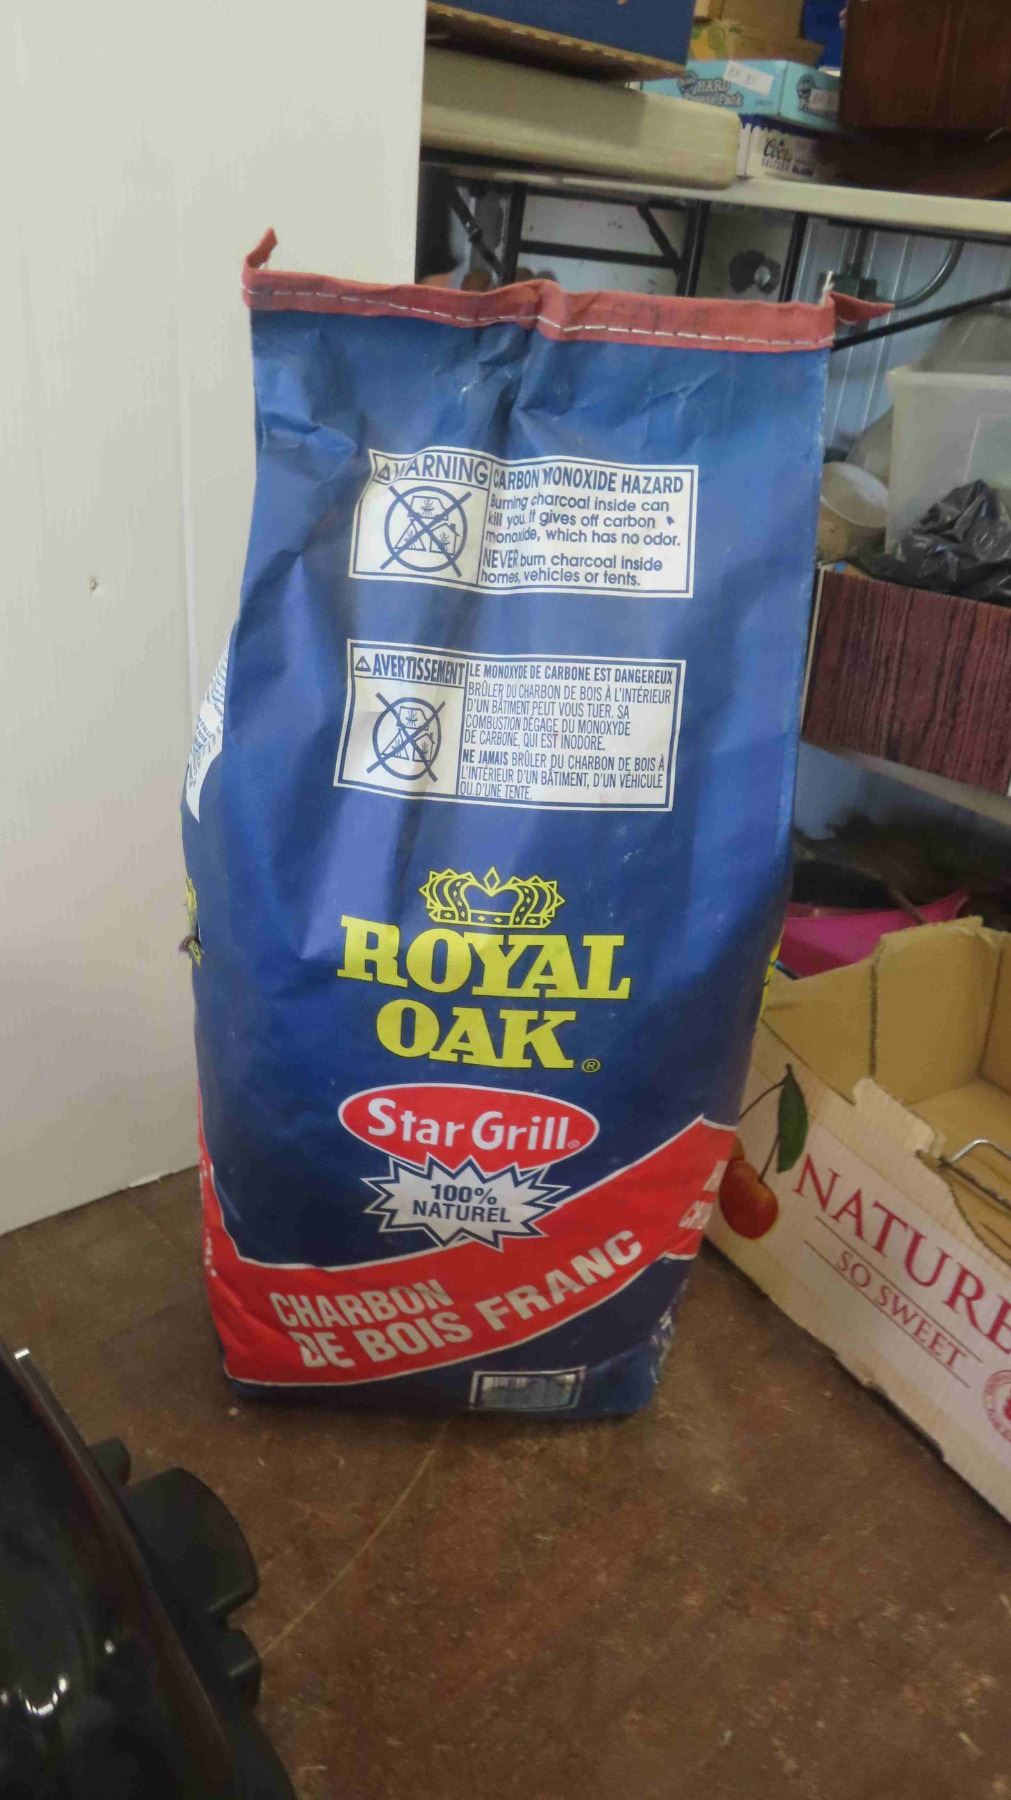 HARD
Coors
SELTZER
WARNING
CARBON MONOXIDE HAZARD
Burning charcoal inside can
kill you. It gives off carbon
monoxide, which has no odor.
NEVER burn charcoal inside
homes, vehicles or tents.
AVERTISSEMENT
LE MONOXYDE DE CARBONE EST DANGEREUX
BRÛLER DU CHARBON DE BOIS À L'INTÉRIEUR
D'UN BÂTIMENT PEUT VOUS TUER. SA
COMBUSTION DÉGAGE DU MONOXYDE
DE CARBONE, QUI EST INODORE.
NE JAMAIS BRÛLER DU CHARBON DE BOIS À
L'INTÉRIEUR D'UN BÂTIMENT, D'UN VÉHICULE
OU D'UNE TENTE.
ROYAL
OAK®
Star Grill®
100%
NATUREL
CHARBON
DE BOIS FRANC
NATURE
SO SWEET